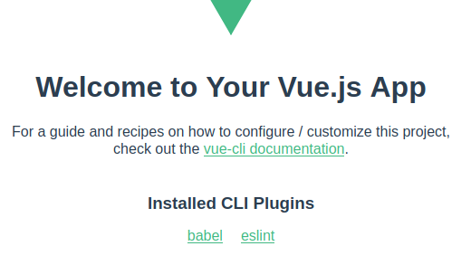 Welcome to Your Vue.js App
For a guide and recipes on how to configure / customize this project,
check out the vue-cli documentation.
Installed CLI Plugins
babel eslint